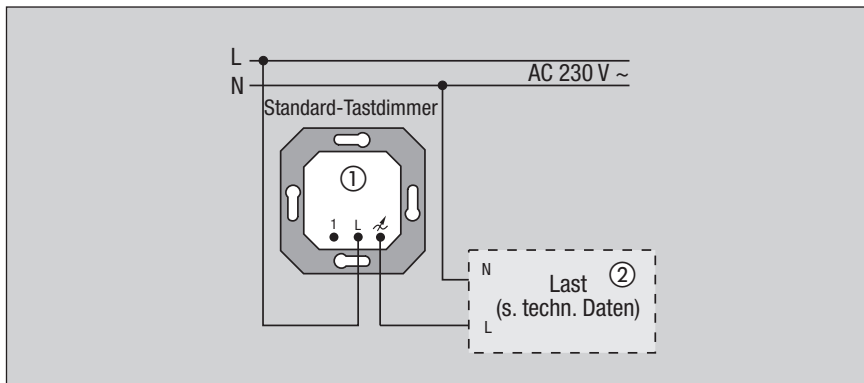 L
N
AC 230 V ~
Standard-Tastdimmer
①
1 L
N
Last ②
(s. techn. Daten)
L